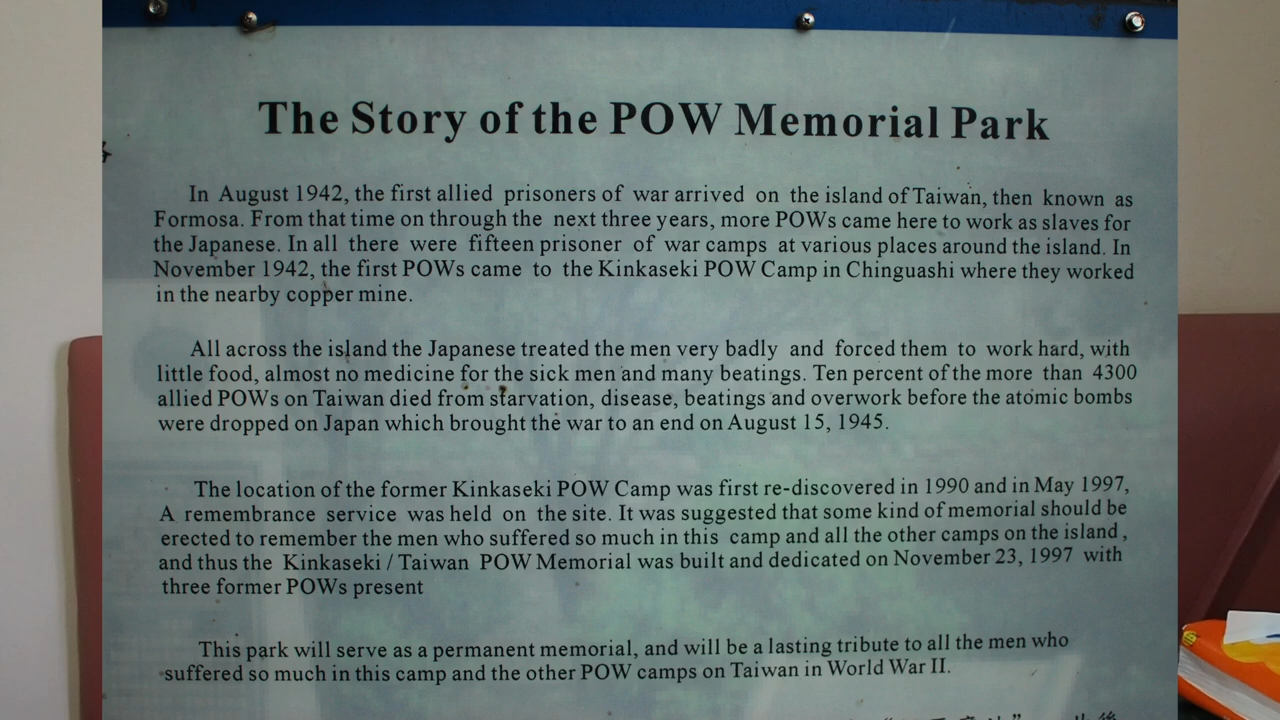 The Story of the POW Memorial Park
In August 1942, the first allied prisoners of war arrived on the island of Taiwan, then known as
Formosa. From that time on through the next three years, more POWs came here to work as slaves for
the Japanese. In all there were fifteen prisoner of war camps at various places around the island. In
November 1942, the first POWs came to the Kinkaseki POW Camp in Chinguashi where they worked
in the nearby copper mine.
All across the island the Japanese treated the men very badly and forced them to work hard, with
little food, almost no medicine for the sick men and many beatings. Ten percent of the more than 4300
allied POWs on Taiwan died from starvation, disease, beatings and overwork before the atomic bombs
were dropped on Japan which brought the war to an end on August 15, 1945.
The location of the former Kinkaseki POW Camp was first re-discovered in 1990 and in May 1997,
A remembrance service was held on the site. It was suggested that some kind of memorial should be
erected to remember the men who suffered so much in this camp and all the other camps on the island,
and thus the Kinkaseki / Taiwan POW Memorial was built and dedicated on November 23, 1997 with
three former POWs present
This park will serve as a permanent memorial, and will be a lasting tribute to all the men who
suffered so much in this camp and the other POW camps on Taiwan in World War II.